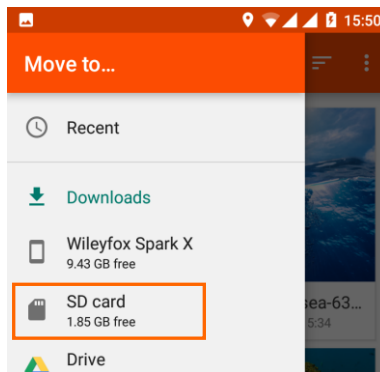 15:50
Move to...
Recent
Downloads
Wileyfox Spark X
9.43 GB free
SD card
1.85 GB free
sea-63...
5:34
Drive